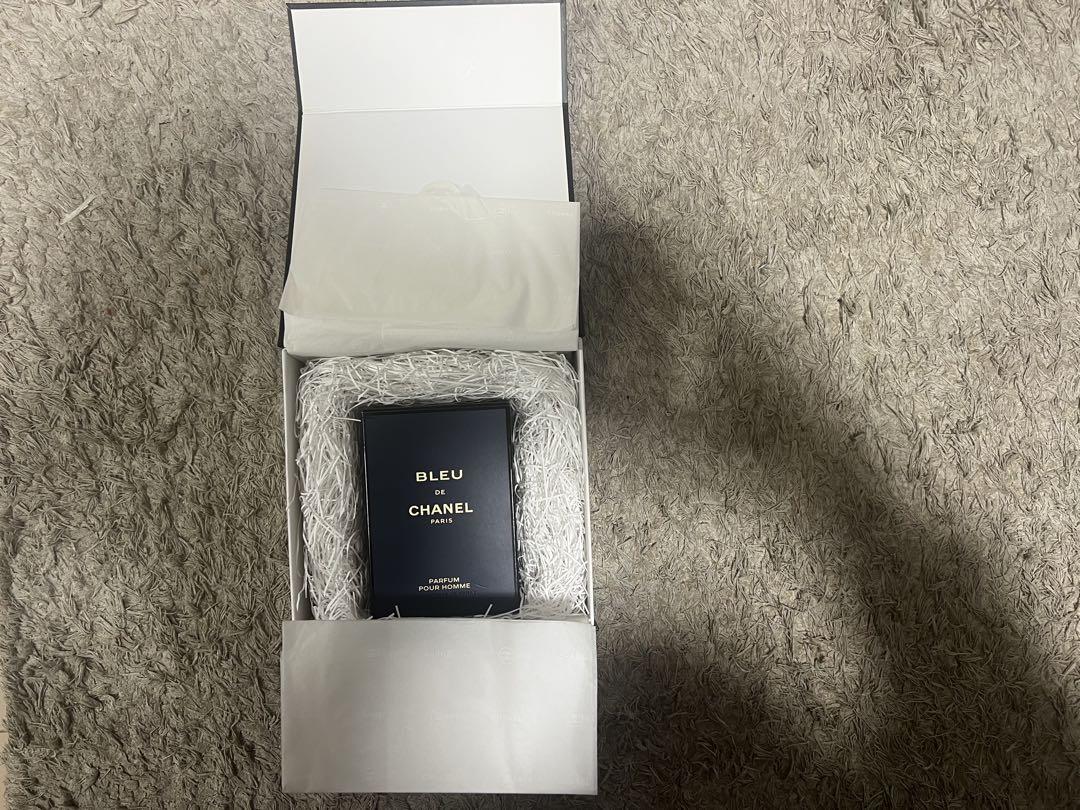 BLEU
DE
CHANEL
PARIS
PARFUM
POUR HOMME